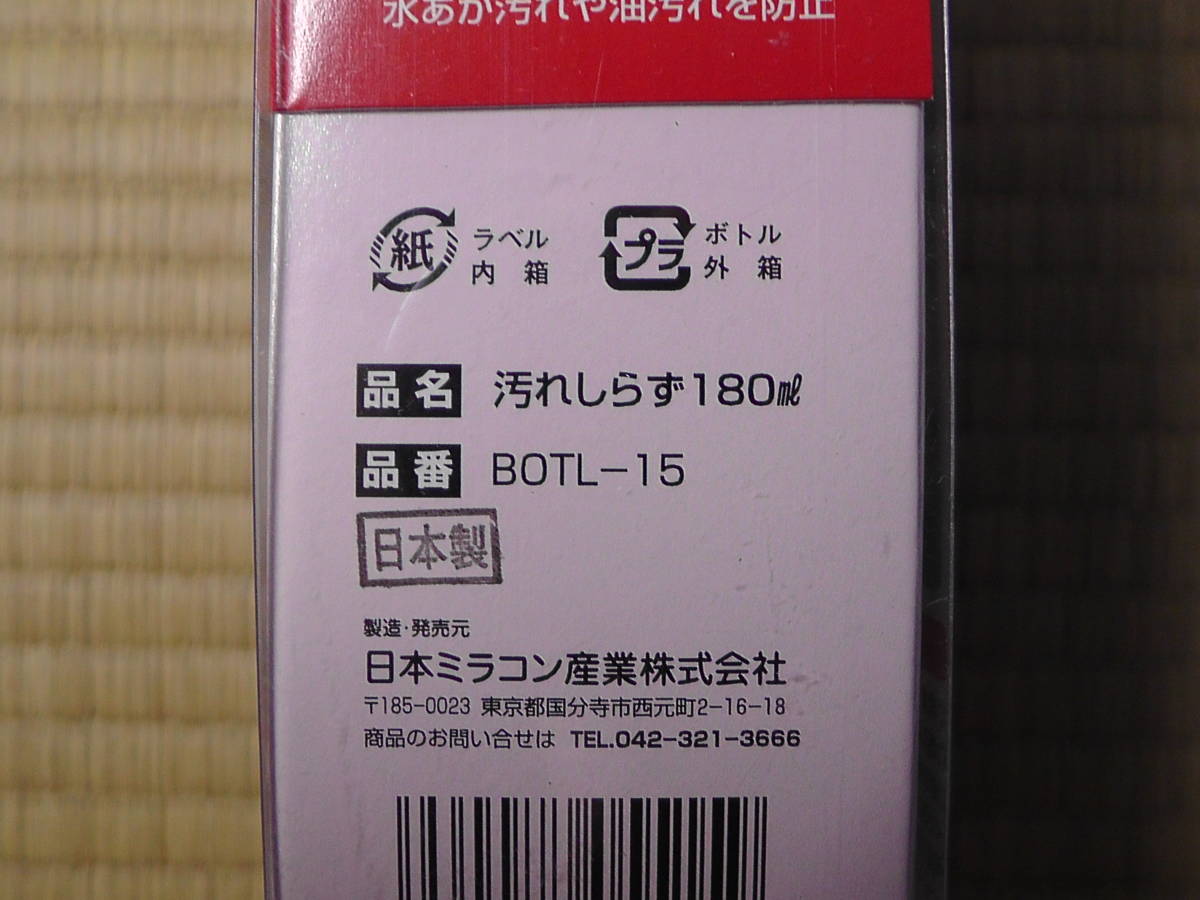 水あか汚れや油汚れを防止
紙 ラベル 内箱
プラ ボトル 外箱
品名 汚れしらず180㎖
品番 BOTL−15
日本製
製造・発売元
日本ミラコン産業株式会社
〒185−0023 東京都国分寺市西元町2−16−18
商品のお問い合せは TEL.042−321−3666